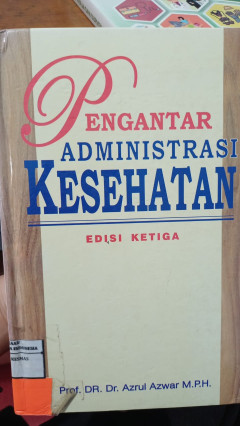 PENGANTAR
ADMINISTRASI
KESEHATAN
EDISI KETIGA
Prof. DR. Dr. Azrul Azwar M.P.H.